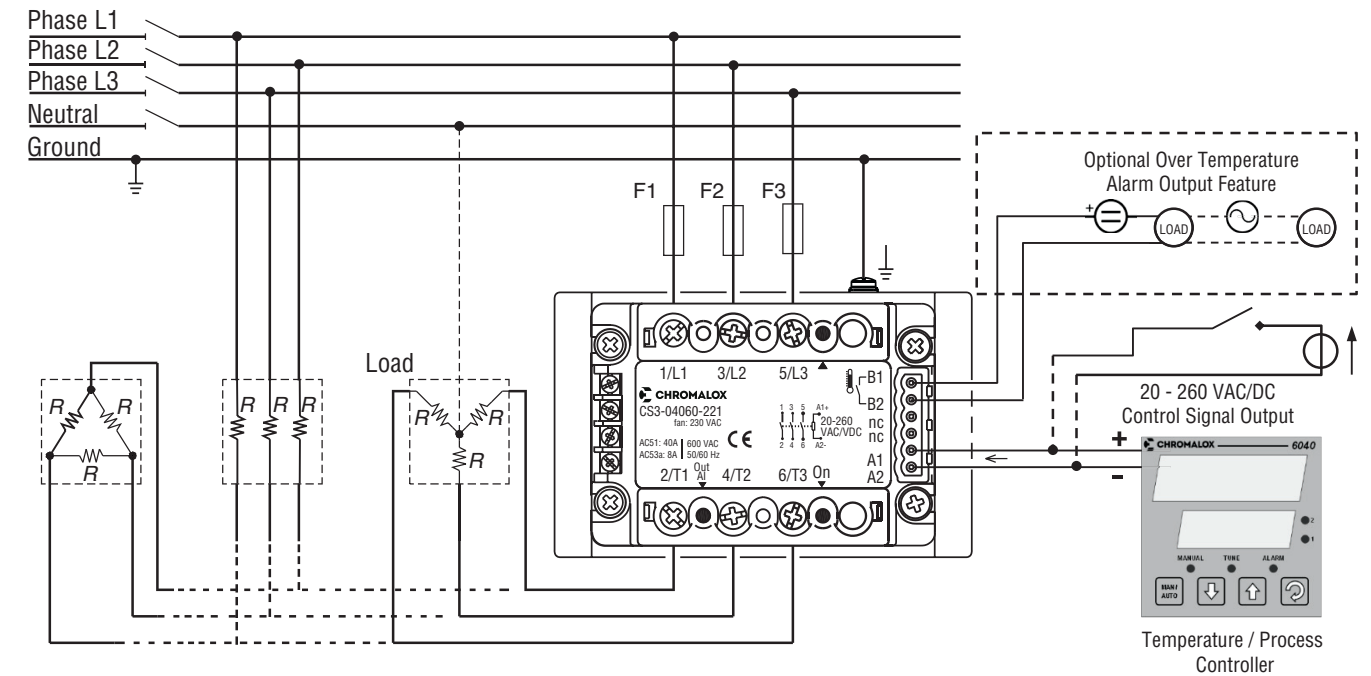 Phase L1
Phase L2
Phase L3
Neutral
Ground
F1 F2 F3
Optional Over Temperature
Alarm Output Feature
+
LOAD LOAD
Load
R R
R
R R R
R R
R
1/L1 3/L2 5/L3
CHROMALOX
CS3-04060-221
fan: 230 VAC
AC51: 40A 600 VAC
AC53a: 8A 50/60 Hz
CE
1 3 5 A1+
20-260
VAC/VDC
2 4 6 A2-
B1
B2
nc
nc
A1
A2
Out
2/T1 Al 4/T2 6/T3 On
20 - 260 VAC/DC
Control Signal Output
+
-
CHROMALOX 6040
2
1
MANUAL TUNE ALARM
MAN/
AUTO
Temperature / Process
Controller